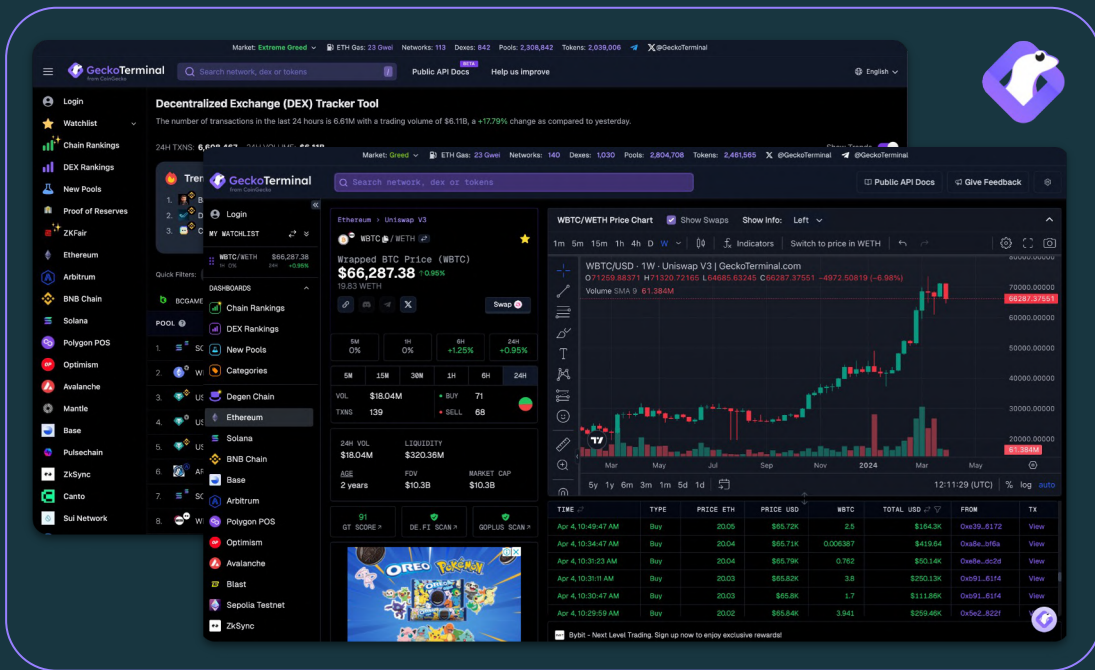 Market: Extreme Greed ETH Gas: 23 Gwei Networks: 113 Dexes: 842 Pools: 2,308,842 Tokens: 2,039,006 @GeckoTerminal
GeckoTerminal
from CoinGecko
Search network, dex or tokens /
Public API Docs
BETA
Help us improve
English
Login
Watchlist
Chain Rankings
DEX Rankings
New Pools
Proof of Reserves
ZKFair
Ethereum
Arbitrum
BNB Chain
Solana
Polygon POS
Optimism
Avalanche
Mantle
Base
Pulsechain
ZkSync
Canto
Sui Network
Decentralized Exchange (DEX) Tracker Tool
The number of transactions in the last 24 hours is 6.61M with a trading volume of $6.11B, a +17.79% change as compared to yesterday.
Quick Filters:
BCGAME
POOL
1.
2.
3.
4.
5.
6.
7.
8.
Market: Greed ETH Gas: 23 Gwei Networks: 140 Dexes: 1,030 Pools: 2,804,708 Tokens: 2,461,565 @GeckoTerminal @GeckoTerminal
GeckoTerminal
from CoinGecko
Search network, dex or tokens
Public API Docs
Give Feedback
Login
MY WATCHLIST
WBTC/WETH $66,287.38
1H 0% 24H +0.95%
DASHBOARDS
Chain Rankings
DEX Rankings
New Pools
Categories
Degen Chain
Ethereum
Solana
BNB Chain
Base
Arbitrum
Polygon POS
Optimism
Avalanche
Blast
Sepolia Testnet
ZkSync
Ethereum > Uniswap V3
WBTC / WETH
Wrapped BTC Price (WBTC)
$66,287.38 +0.95%
19.83 WETH
Swap
5M 1H 6H 24H
0% 0% +1.25% +0.95%
5M 15M 30M 1H 6H 24H
VOL $18.04M BUY 71
TXNS 139 SELL 68
24H VOL LIQUIDITY
$18.04M $320.36M
AGE FDV MARKET CAP
2 years $10.3B $10.3B
91
GT SCORE DE.FI SCAN GOPLUS SCAN
OREO Pokémon
WBTC/WETH Price Chart Show Swaps Show Info: Left
1m 5m 15m 1h 4h D W Indicators Switch to price in WETH
WBTC/USD · 1W · Uniswap V3 | GeckoTerminal.com
O71259.88371 H71320.72165 L64685.63245 C66287.37551 -4972.50819 (-6.98%)
Volume SMA 9 61.384M
70000.00000
66287.37551
60000.00000
50000.00000
40000.00000
30000.00000
20000.00000
61.384M
Mar May Jul Sep Nov 2024 Mar May
5y 1y 6m 3m 1m 5d 1d 12:11:29 (UTC) % log auto
TIME TYPE PRICE ETH PRICE USD WBTC TOTAL USD FROM TX
Apr 4, 10:49:47 AM Buy 20.05 $65.72K 2.5 $164.3K 0xe39...6172 View
Apr 4, 10:34:47 AM Buy 20.04 $65.71K 0.006387 $419.64 0xa8e...bf6a View
Apr 4, 10:31:23 AM Buy 20.04 $65.79K 0.762 $50.14K 0xe8e...dc2d View
Apr 4, 10:31:11 AM Buy 20.03 $65.82K 3.8 $250.13K 0xb91...61f4 View
Apr 4, 10:30:47 AM Buy 20.03 $65.8K 1.7 $111.86K 0xb91...61f4 View
Apr 4, 10:29:59 AM Buy 20.02 $65.84K 3.941 $259.46K 0x5e2...822f
Bybit - Next Level Trading. Sign up now to enjoy exclusive rewards!